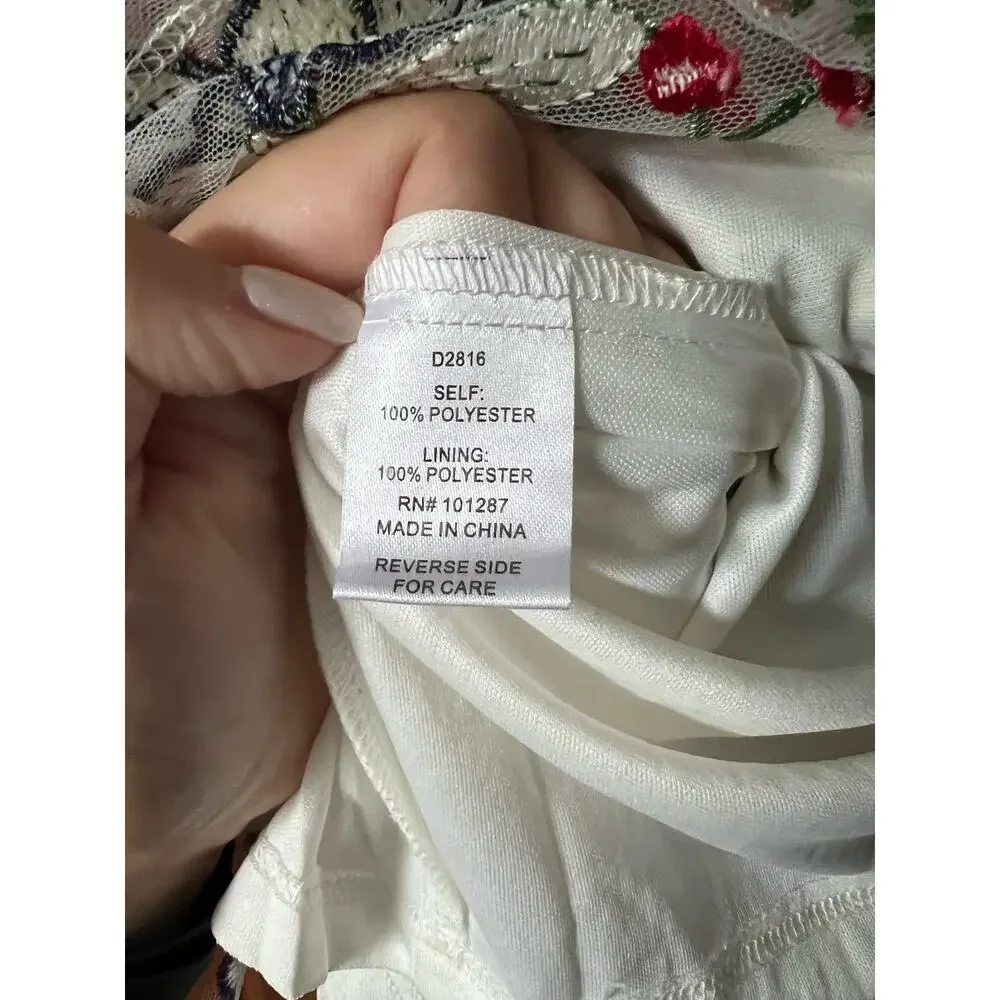 D2816
SELF:
100% POLYESTER
LINING:
100% POLYESTER
RN# 101287
MADE IN CHINA
REVERSE SIDE
FOR CARE